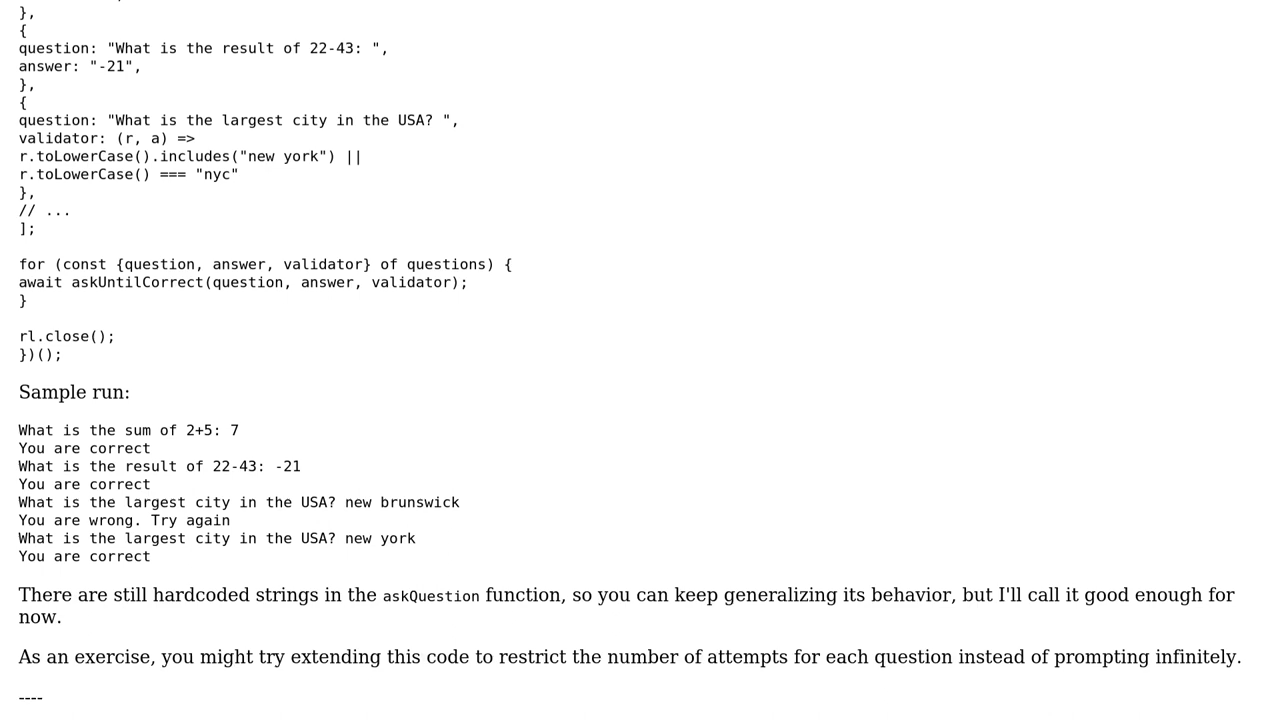 },
{
question: "What is the result of 22-43: ",
answer: "-21",
},
{
question: "What is the largest city in the USA? ",
validator: (r, a) =>
r.toLowerCase().includes("new york") ||
r.toLowerCase() === "nyc"
},
// ...
];
for (const {question, answer, validator} of questions) {
await askUntilCorrect(question, answer, validator);
}
rl.close();
})();
Sample run:
What is the sum of 2+5: 7
You are correct
What is the result of 22-43: -21
You are correct
What is the largest city in the USA? new brunswick
You are wrong. Try again
What is the largest city in the USA? new york
You are correct
There are still hardcoded strings in the askQuestion function, so you can keep generalizing its behavior, but I'll call it good enough for
now.
As an exercise, you might try extending this code to restrict the number of attempts for each question instead of prompting infinitely.
----